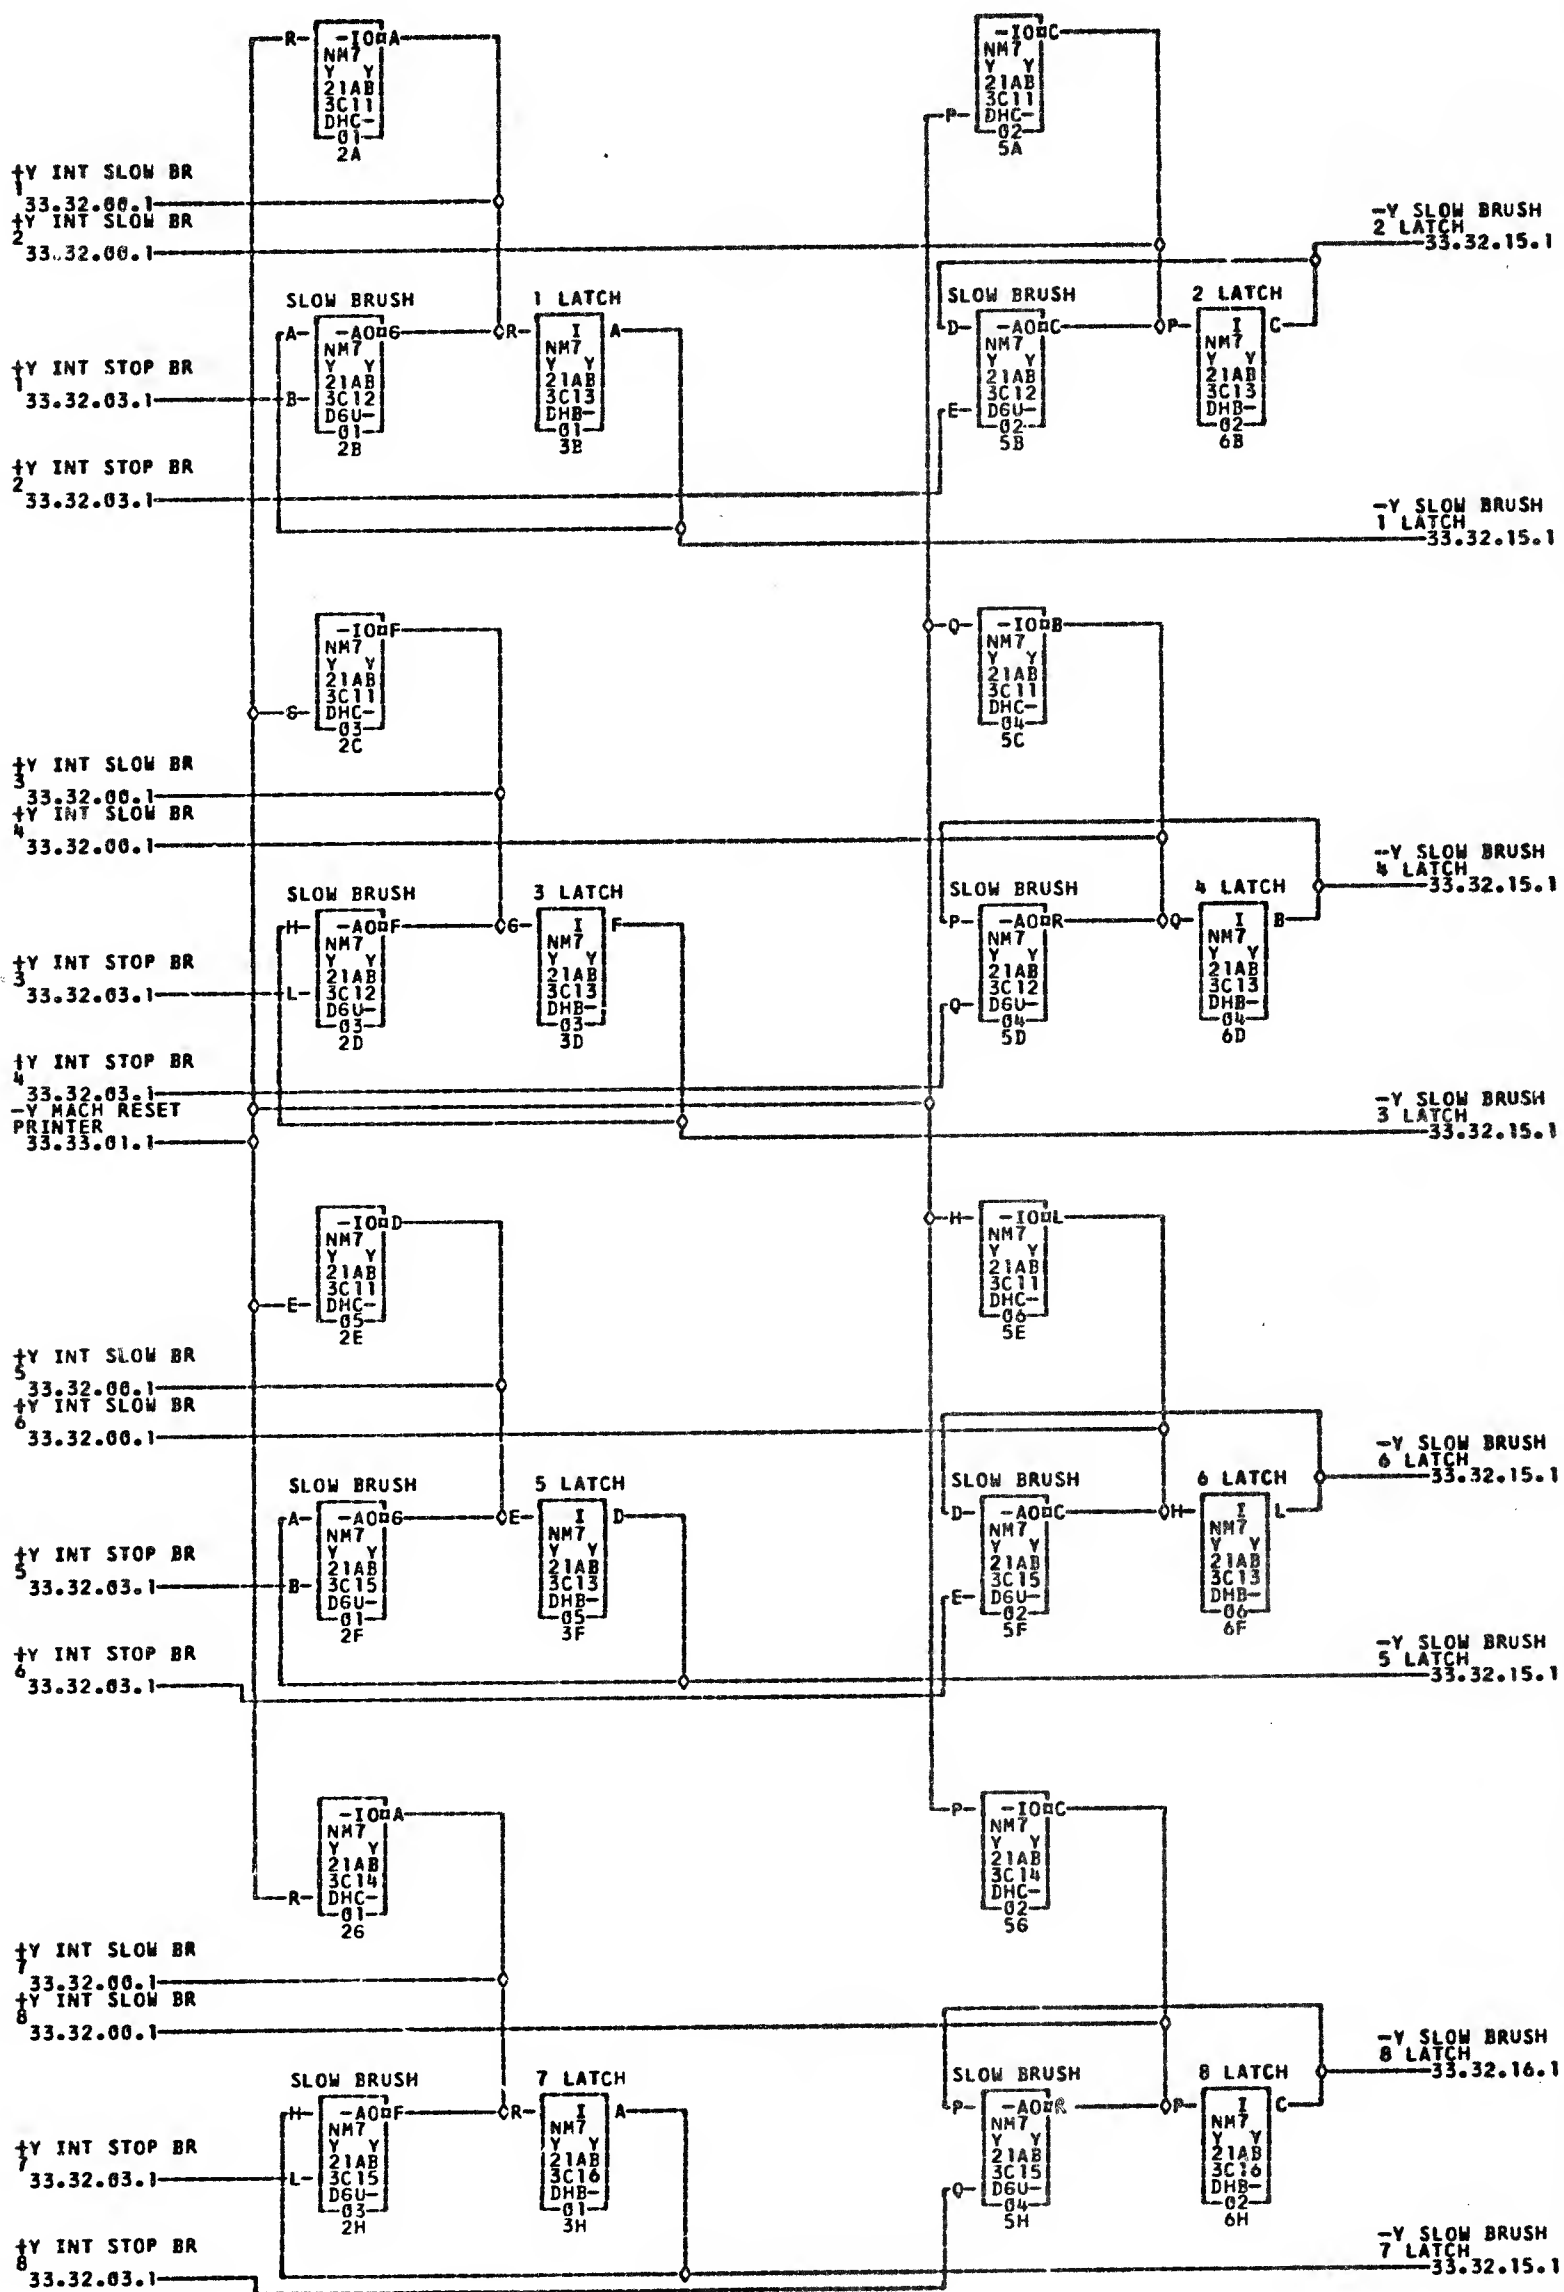 R- -IO A
NM7
Y Y
21AB
3C11
DHC-
01
2A
-IO C
NM7
Y Y
21AB
3C11
P- DHC-
02
5A
+Y INT SLOW BR
1
33.32.00.1
+Y INT SLOW BR
2
33.32.00.1
-Y SLOW BRUSH
2 LATCH
33.32.15.1
SLOW BRUSH
A- -AO G
NM7
Y Y
21AB
B- 3C12
DGU-
01
2B
1 LATCH
R- I A
NM7
Y Y
21AB
3C13
DHB-
01
3B
SLOW BRUSH
D- -AO C
NM7
Y Y
21AB
3C12
E- DGU-
02
5B
2 LATCH
P- I C
NM7
Y Y
21AB
3C13
DHB-
02
6B
+Y INT STOP BR
1
33.32.03.1
+Y INT STOP BR
2
33.32.03.1
-Y SLOW BRUSH
1 LATCH
33.32.15.1
-IO F
NM7
Y Y
21AB
3C11
G- DHC-
03
2C
Q- -IO B
NM7
Y Y
21AB
3C11
DHC-
04
5C
+Y INT SLOW BR
3
33.32.00.1
+Y INT SLOW BR
4
33.32.00.1
-Y SLOW BRUSH
4 LATCH
33.32.15.1
SLOW BRUSH
H- -AO F
NM7
Y Y
21AB
L- 3C12
DGU-
03
2D
3 LATCH
G- I F
NM7
Y Y
21AB
3C13
DHB-
03
3D
SLOW BRUSH
P- -AO R
NM7
Y Y
21AB
3C12
Q- DGU-
04
5D
4 LATCH
Q- I B
NM7
Y Y
21AB
3C13
DHB-
04
6D
+Y INT STOP BR
3
33.32.03.1
+Y INT STOP BR
4
33.32.03.1
-Y MACH RESET
PRINTER
33.33.01.1
-Y SLOW BRUSH
3 LATCH
33.32.15.1
-IO D
NM7
Y Y
21AB
3C11
E- DHC-
05
2E
H- -IO L
NM7
Y Y
21AB
3C11
DHC-
06
5E
+Y INT SLOW BR
5
33.32.00.1
+Y INT SLOW BR
6
33.32.00.1
-Y SLOW BRUSH
6 LATCH
33.32.15.1
SLOW BRUSH
A- -AO G
NM7
Y Y
21AB
B- 3C15
DGU-
01
2F
5 LATCH
E- I D
NM7
Y Y
21AB
3C13
DHB-
05
3F
SLOW BRUSH
D- -AO C
NM7
Y Y
21AB
3C15
E- DGU-
02
5F
6 LATCH
H- I L
NM7
Y Y
21AB
3C13
DHB-
06
6F
+Y INT STOP BR
5
33.32.03.1
+Y INT STOP BR
6
33.32.03.1
-Y SLOW BRUSH
5 LATCH
33.32.15.1
-IO A
NM7
Y Y
21AB
3C14
R- DHC-
01
2G
P- -IO C
NM7
Y Y
21AB
3C14
DHC-
02
5G
+Y INT SLOW BR
7
33.32.00.1
+Y INT SLOW BR
8
33.32.00.1
-Y SLOW BRUSH
8 LATCH
33.32.16.1
SLOW BRUSH
H- -AO F
NM7
Y Y
21AB
L- 3C15
DGU-
03
2H
7 LATCH
R- I A
NM7
Y Y
21AB
3C16
DHB-
01
3H
SLOW BRUSH
P- -AO R
NM7
Y Y
21AB
3C15
Q- DGU-
04
5H
8 LATCH
P- I C
NM7
Y Y
21AB
3C16
DHB-
02
6H
+Y INT STOP BR
7
33.32.03.1
+Y INT STOP BR
8
33.32.03.1
-Y SLOW BRUSH
7 LATCH
33.32.15.1